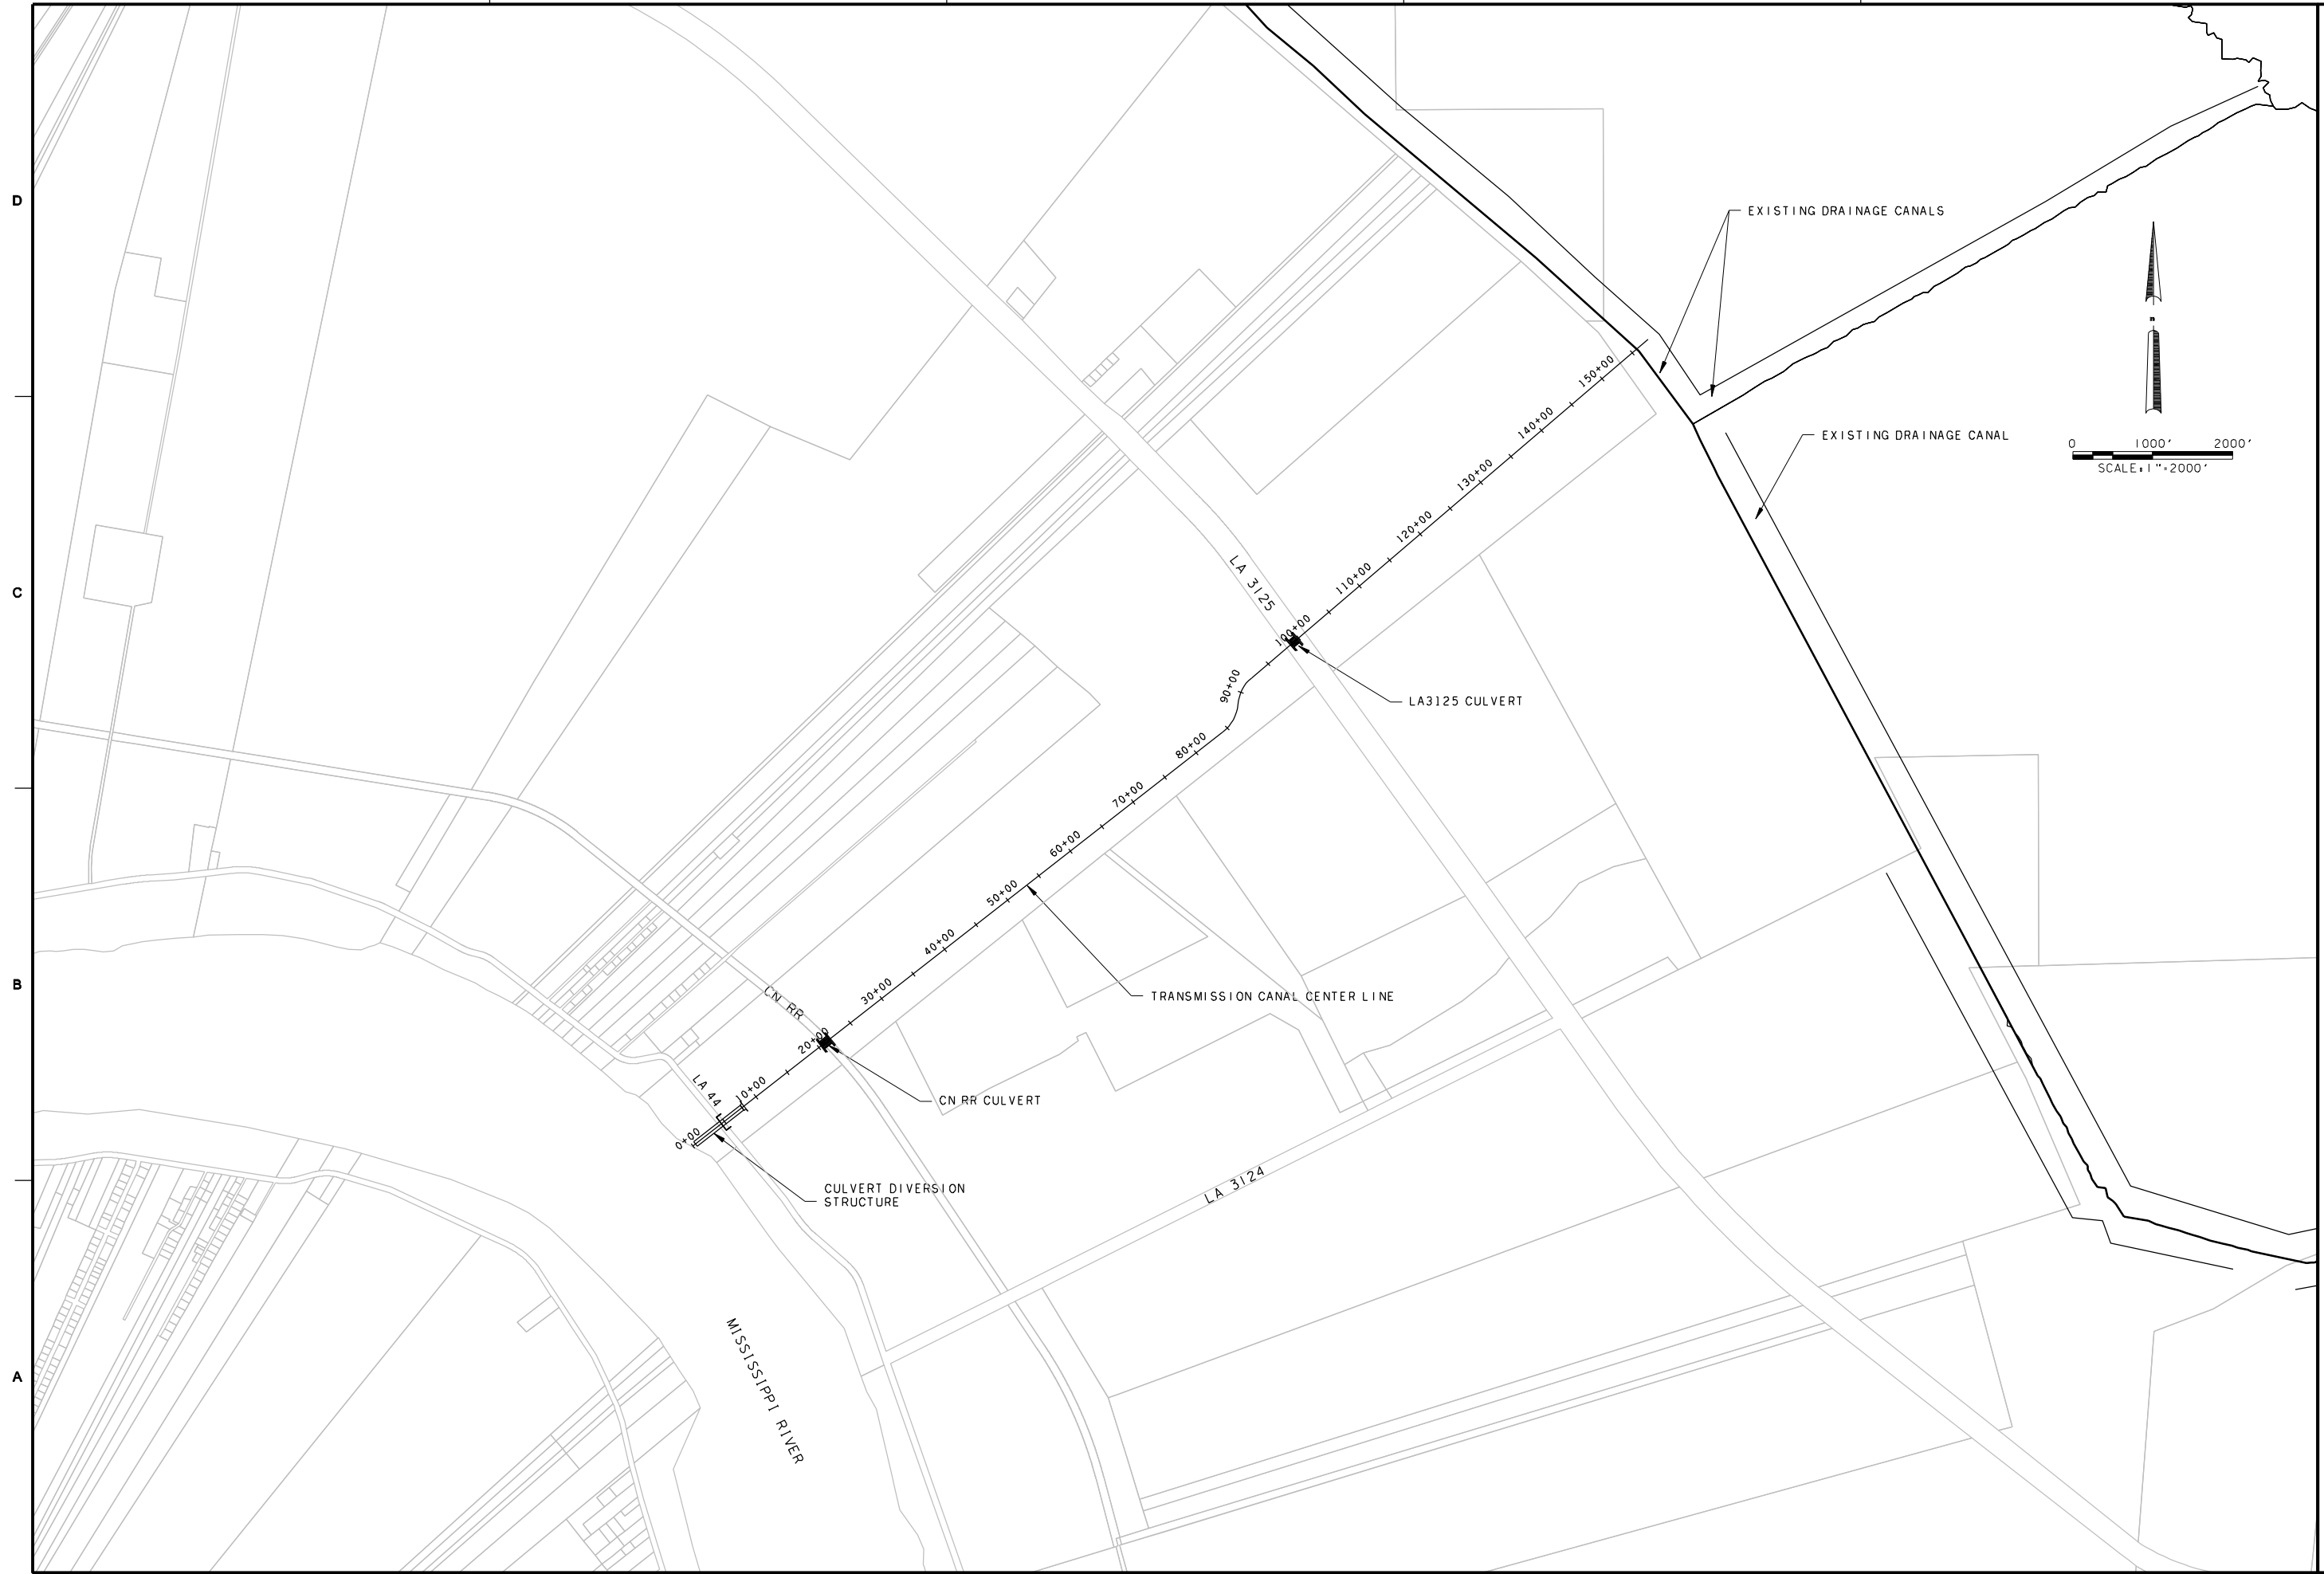 D
EXISTING DRAINAGE CANALS
n
150+00
140+00
EXISTING DRAINAGE CANAL
0 1000' 2000'
SCALE: 1"=2000'
130+00
120+00
LA 3125
110+00
C
100+00
90+00
LA3125 CULVERT
80+00
70+00
60+00
50+00
40+00
B
30+00
CN RR
TRANSMISSION CANAL CENTER LINE
20+00
LA 44
10+00
CN RR CULVERT
0+00
CULVERT DIVERSION
STRUCTURE
LA 3124
MISSISSIPPI RIVER
A